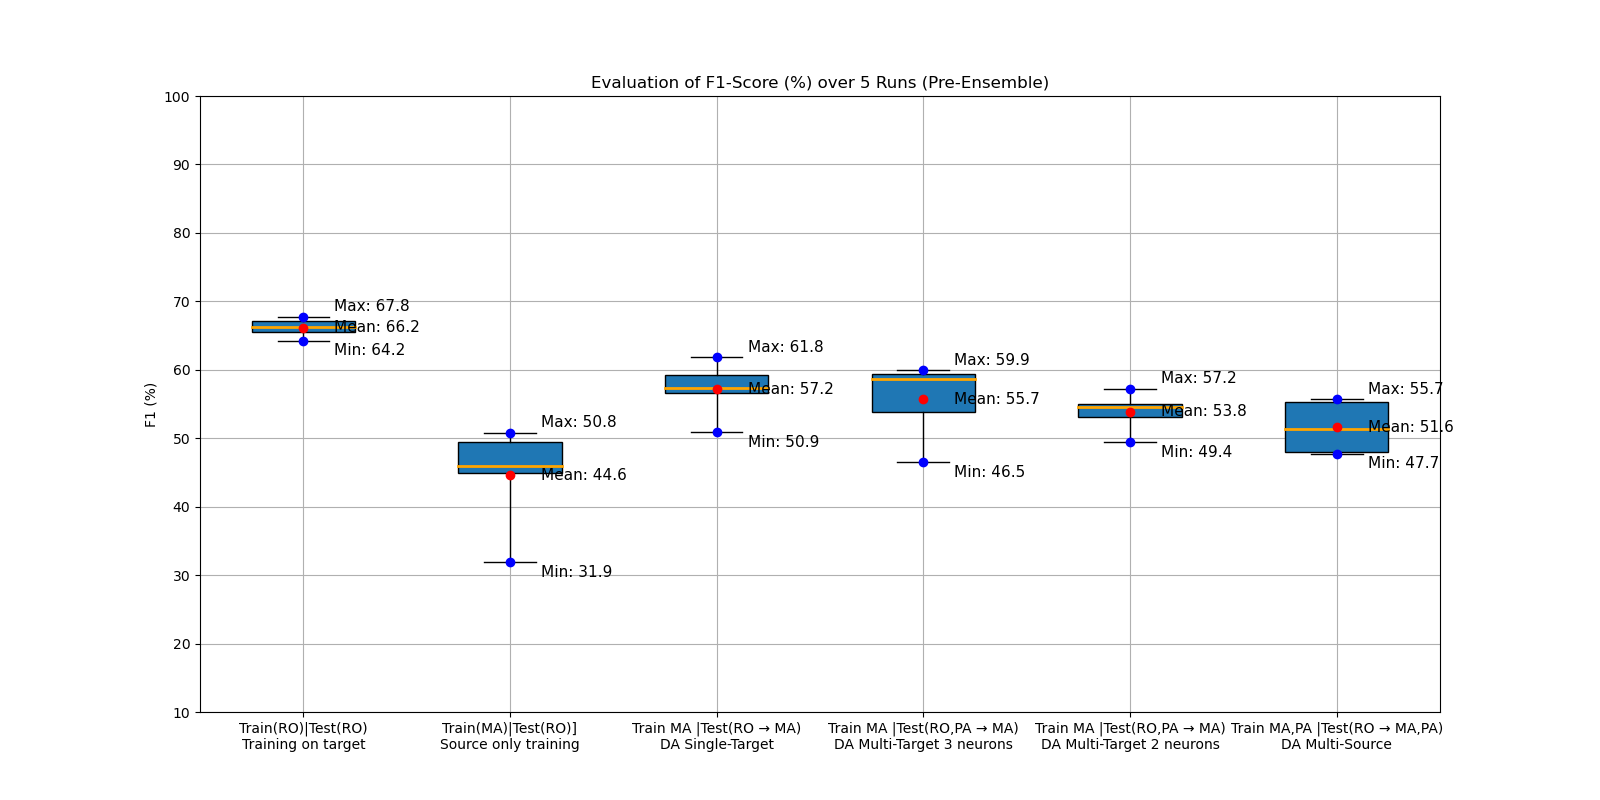 Evaluation of F1-Score (%) over 5 Runs (Pre-Ensemble)
F1 (%)
100
90
80
70
60
50
40
30
20
10
Max: 67.8
Mean: 66.2
Min: 64.2
Max: 50.8
Mean: 44.6
Min: 31.9
Max: 61.8
Mean: 57.2
Min: 50.9
Max: 59.9
Mean: 55.7
Min: 46.5
Max: 57.2
Mean: 53.8
Min: 49.4
Max: 55.7
Mean: 51.6
Min: 47.7
Train(RO)|Test(RO)
Training on target
Train(MA)|Test(RO)]
Source only training
Train MA |Test(RO → MA)
DA Single-Target
Train MA |Test(RO,PA → MA)
DA Multi-Target 3 neurons
Train MA |Test(RO,PA → MA)
DA Multi-Target 2 neurons
Train MA,PA |Test(RO → MA,PA)
DA Multi-Source